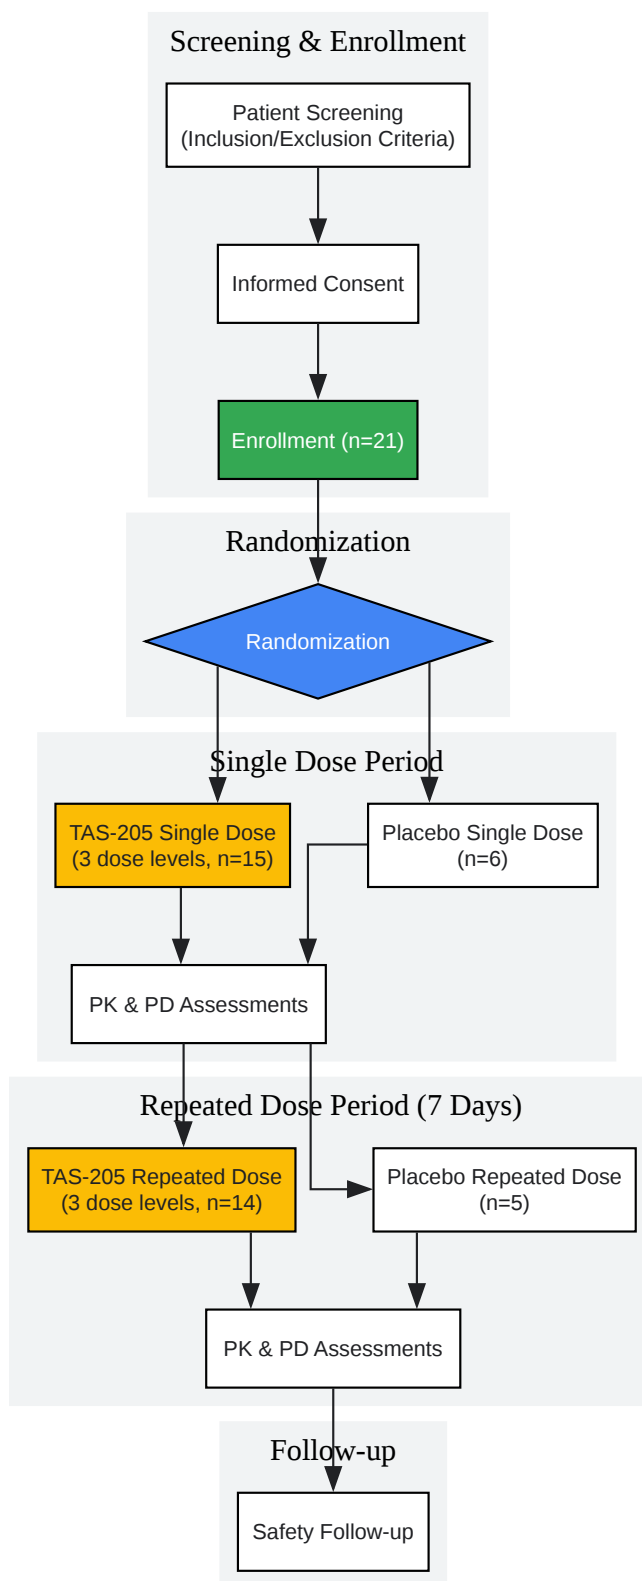 Screening & Enrollment
Patient Screening
(Inclusion/Exclusion Criteria)
Informed Consent
Enrollment (n=21)
Randomization
Randomization
Single Dose Period
TAS-205 Single Dose
(3 dose levels, n=15)
Placebo Single Dose
(n=6)
PK & PD Assessments
Repeated Dose Period (7 Days)
TAS-205 Repeated Dose
(3 dose levels, n=14)
Placebo Repeated Dose
(n=5)
PK & PD Assessments
Follow-up
Safety Follow-up